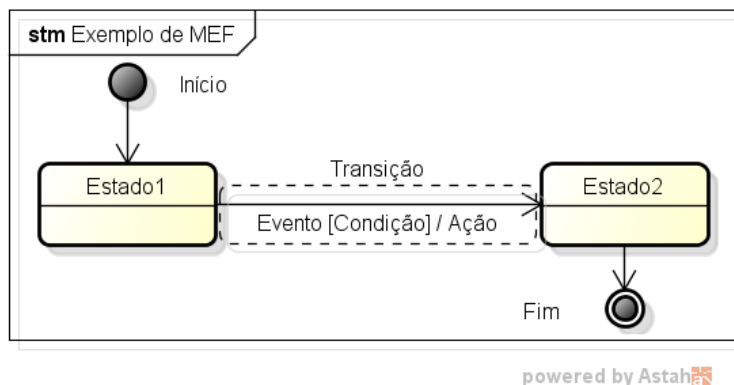 stm Exemplo de MEF
Início
Transição
Estado1
Estado2
Evento [Condição] / Ação
Fim
powered by Astah